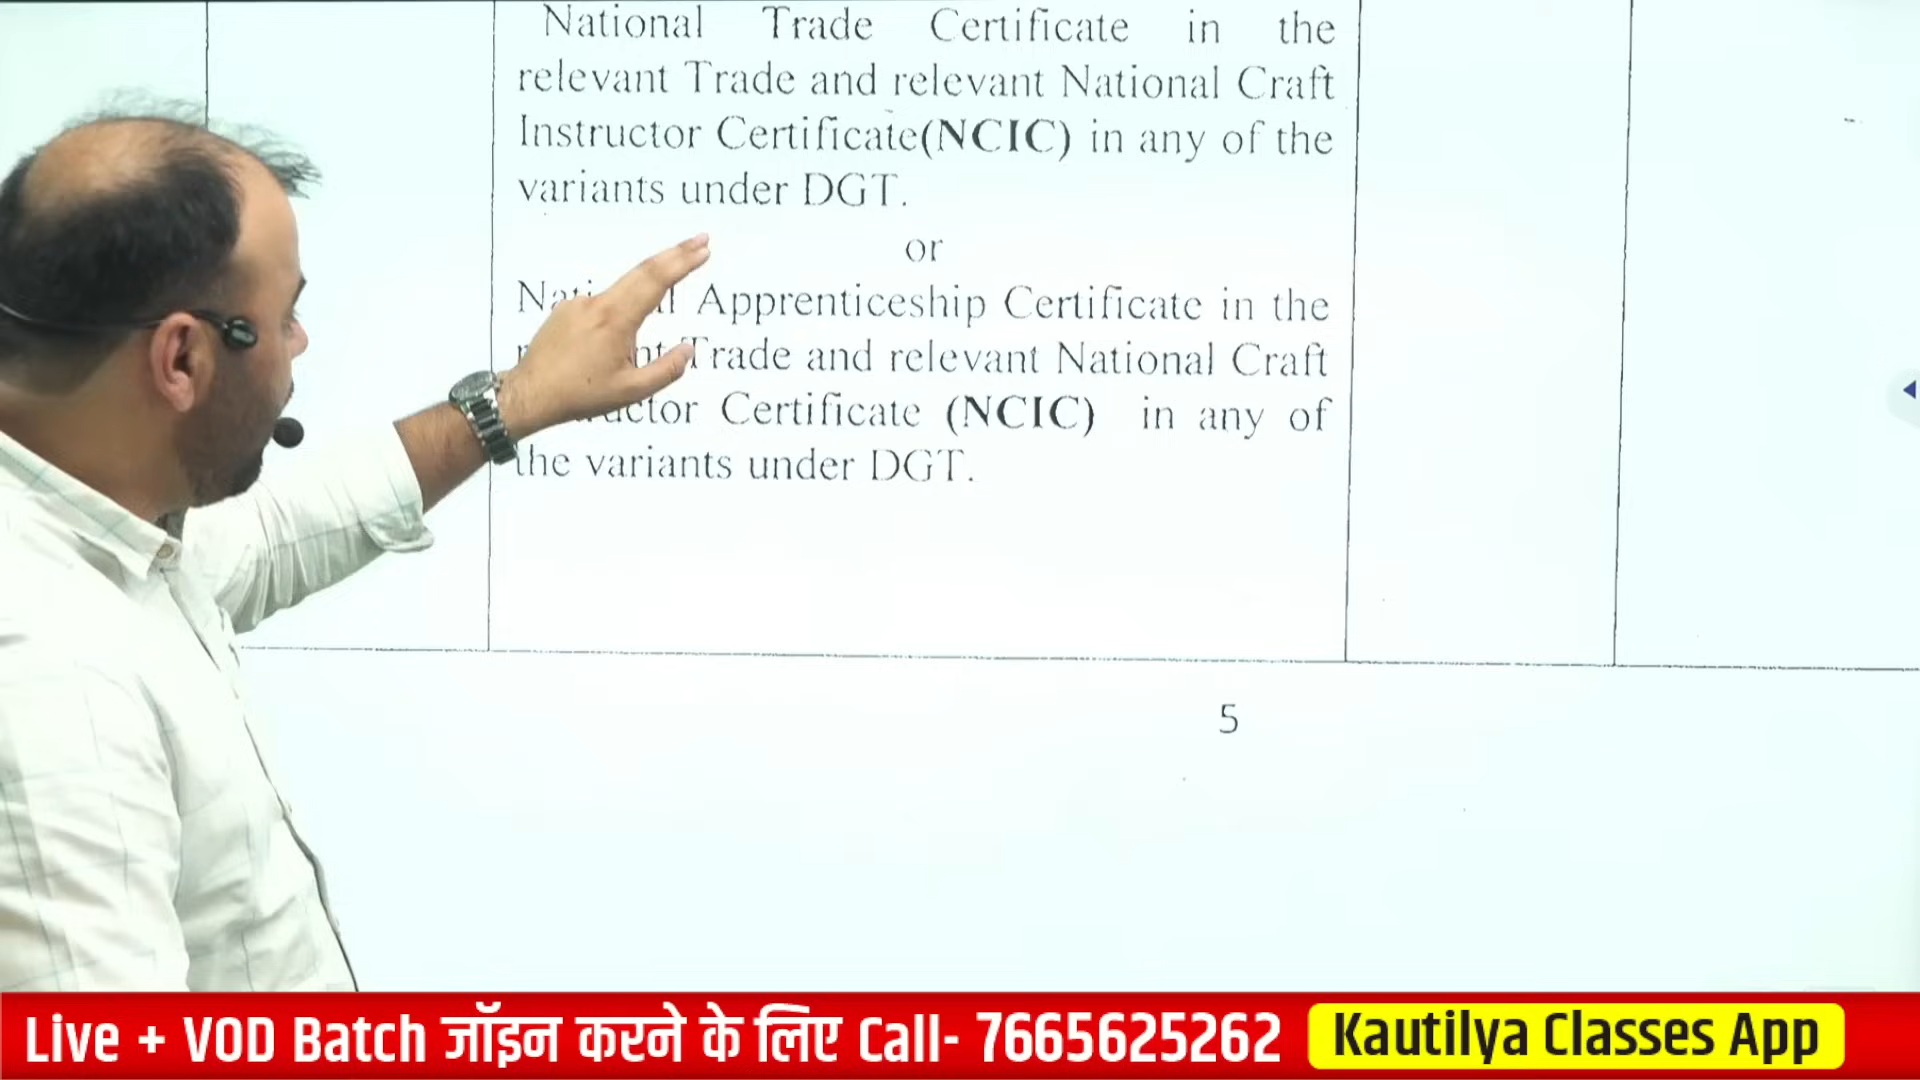 National Trade Certificate in the
relevant Trade and relevant National Craft
Instructor Certificate(NCIC) in any of the
variants under DGT.
or
Apprenticeship Certificate in the
Trade and relevant National Craft
Certificate (NCIC) in any of
the variants under DGT.
5
Live + VOD Batch जॉइन करने के लिए Call- 7665625262
Kautilya Classes App